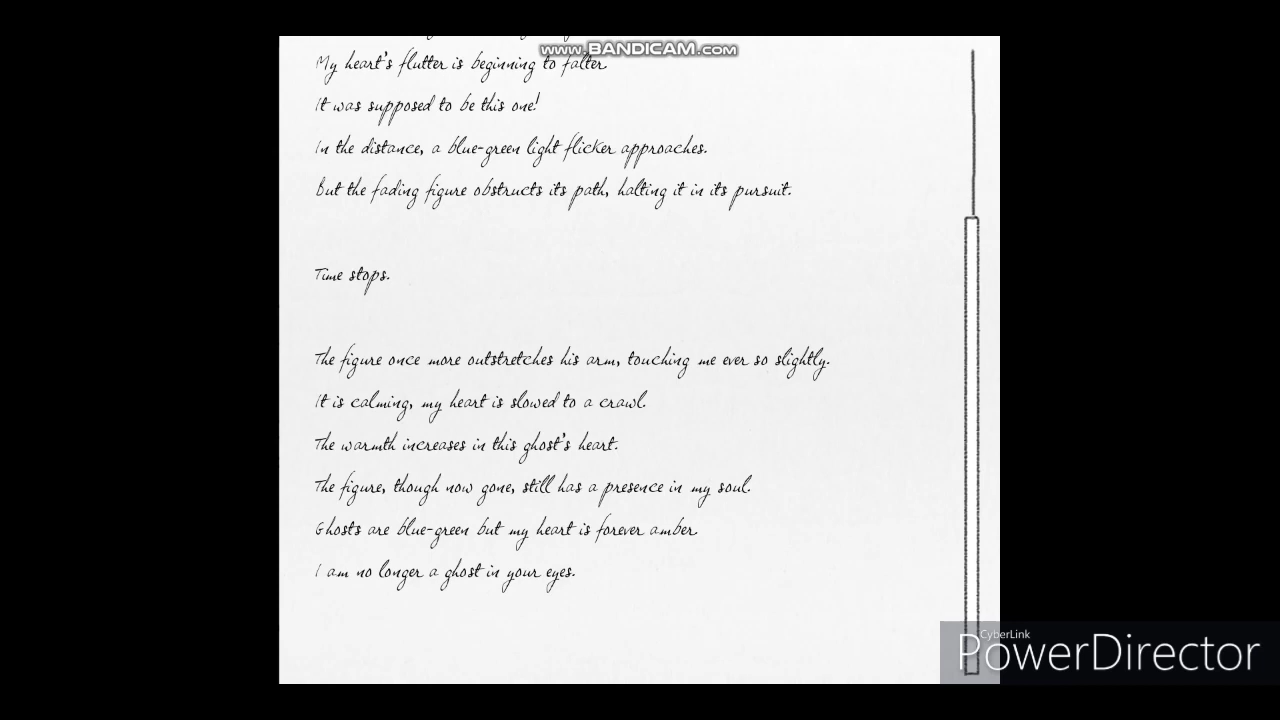 www.BANDICAM.com
My heart's flutter is beginning to falter
It was supposed to be this one!
In the distance, a blue-green light flicker approaches.
But the fading figure obstructs its path, halting it in its pursuit.
Time stops.
The figure once more outstretches his arm, touching me ever so slightly.
It is calming, my heart is slowed to a crawl.
The warmth increases in this ghost's heart.
The figure, though now gone, still has a presence in my soul.
Ghosts are blue-green but my heart is forever amber.
I am no longer a ghost in your eyes.
CyberLink
PowerDirector